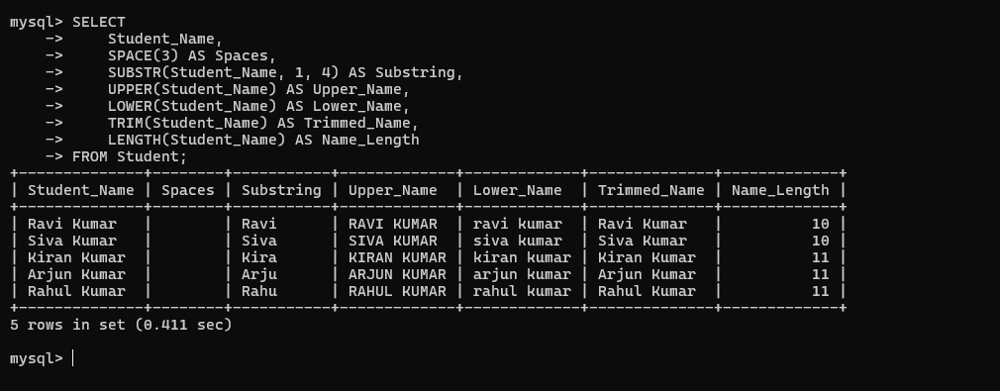 mysql> SELECT
    ->     Student_Name,
    ->     SPACE(3) AS Spaces,
    ->     SUBSTR(Student_Name, 1, 4) AS Substring,
    ->     UPPER(Student_Name) AS Upper_Name,
    ->     LOWER(Student_Name) AS Lower_Name,
    ->     TRIM(Student_Name) AS Trimmed_Name,
    ->     LENGTH(Student_Name) AS Name_Length
    -> FROM Student;
+--------------+--------+-----------+-------------+-------------+--------------+-------------+
| Student_Name | Spaces | Substring | Upper_Name  | Lower_Name  | Trimmed_Name | Name_Length |
+--------------+--------+-----------+-------------+-------------+--------------+-------------+
| Ravi Kumar   |        | Ravi      | RAVI KUMAR  | ravi kumar  | Ravi Kumar   |          10 |
| Siva Kumar   |        | Siva      | SIVA KUMAR  | siva kumar  | Siva Kumar   |          10 |
| Kiran Kumar  |        | Kira      | KIRAN KUMAR | kiran kumar | Kiran Kumar  |          11 |
| Arjun Kumar  |        | Arju      | ARJUN KUMAR | arjun kumar | Arjun Kumar  |          11 |
| Rahul Kumar  |        | Rahu      | RAHUL KUMAR | rahul kumar | Rahul Kumar  |          11 |
+--------------+--------+-----------+-------------+-------------+--------------+-------------+
5 rows in set (0.411 sec)
mysql>